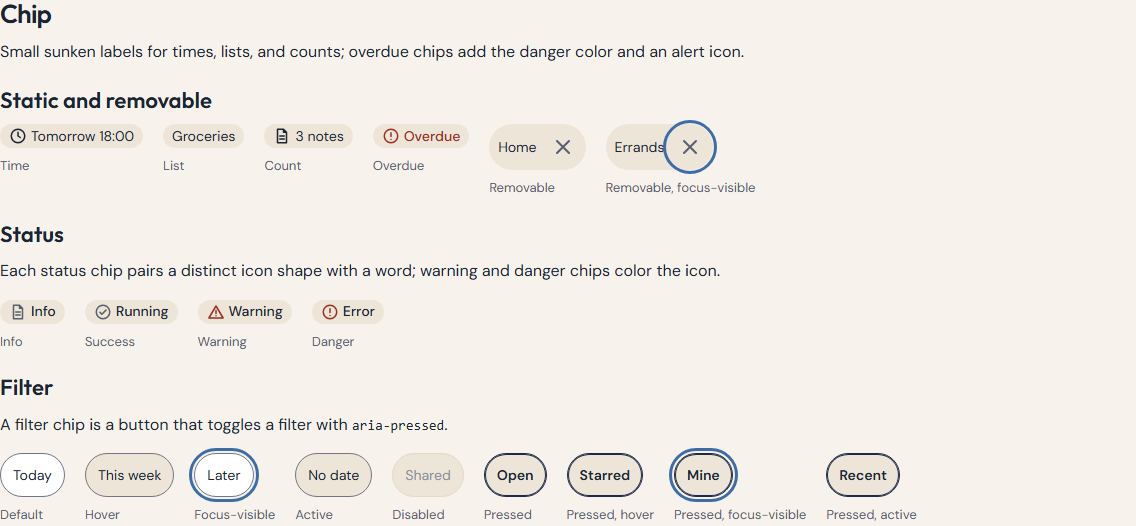 Chip
Small sunken labels for times, lists, and counts; overdue chips add the danger color and an alert icon.
Static and removable
Tomorrow 18:00 Groceries 3 notes Overdue Home Errands
Time List Count Overdue
Removable Removable, focus-visible
Status
Each status chip pairs a distinct icon shape with a word; warning and danger chips color the icon.
Info Running Warning Error
Info Success Warning Danger
Filter
A filter chip is a button that toggles a filter with aria-pressed.
Today This week Later No date Shared Open Starred Mine Recent
Default Hover Focus-visible Active Disabled Pressed Pressed, hover Pressed, focus-visible Pressed, active